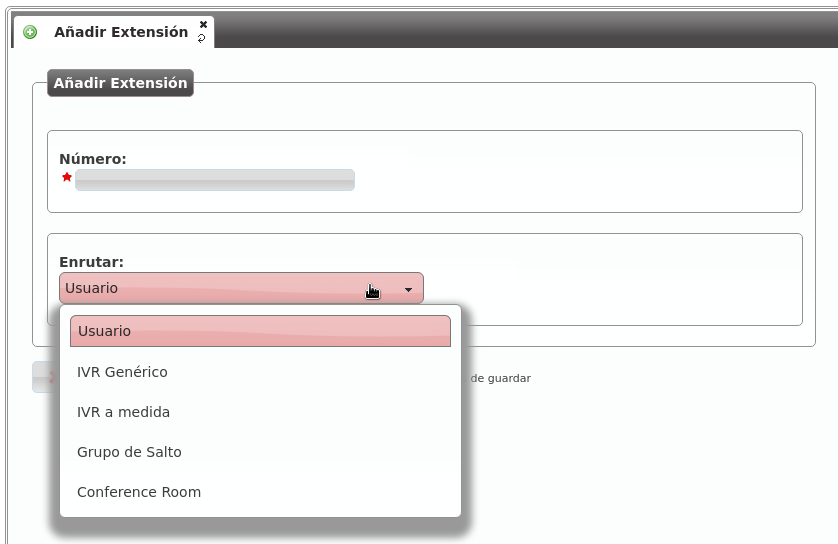 Añadir Extensión
Añadir Extensión
Número:
Enrutar:
Usuario
Usuario
IVR Genérico
IVR a medida
Grupo de Salto
Conference Room
de guardar